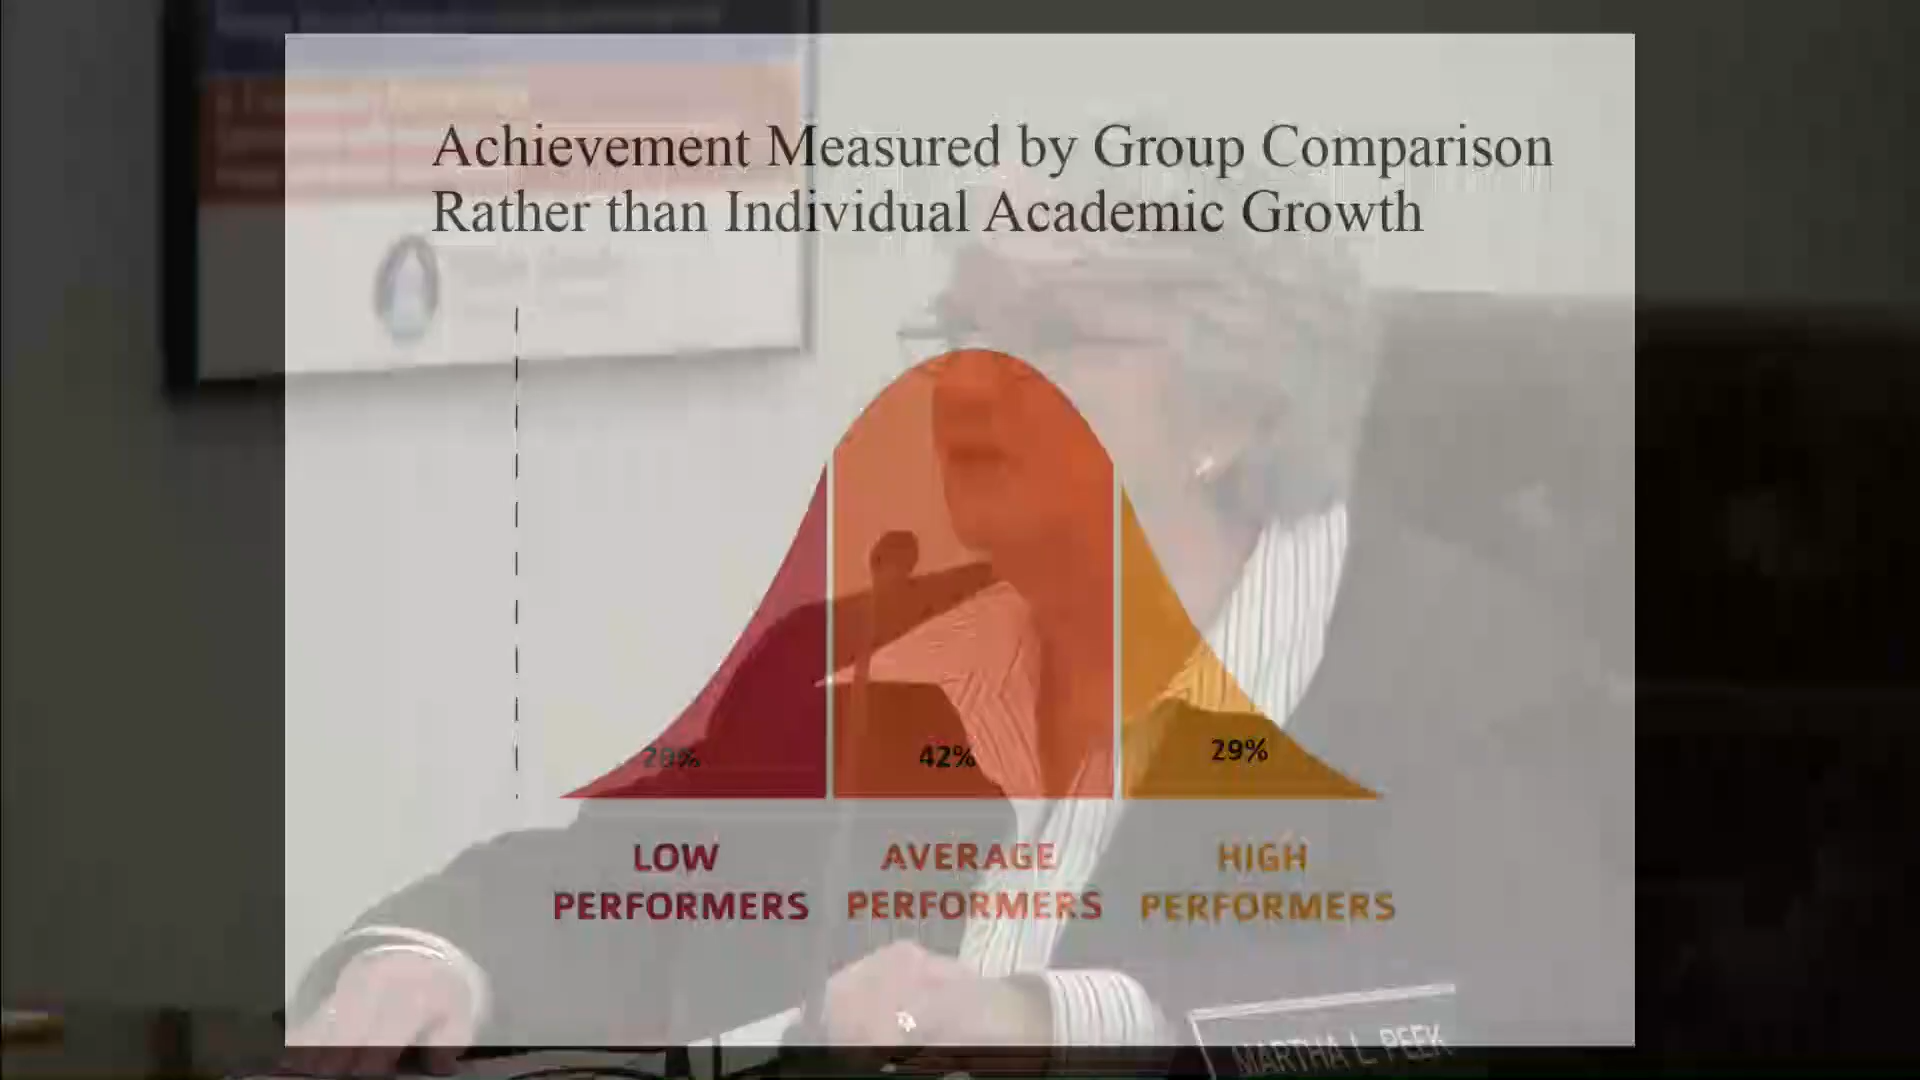 Achievement Measured by Group Comparison
Rather than Individual Academic Growth
29%
42%
29%
LOW
PERFORMERS
AVERAGE
PERFORMERS
HIGH
PERFORMERS
MARTHA L. PEEK